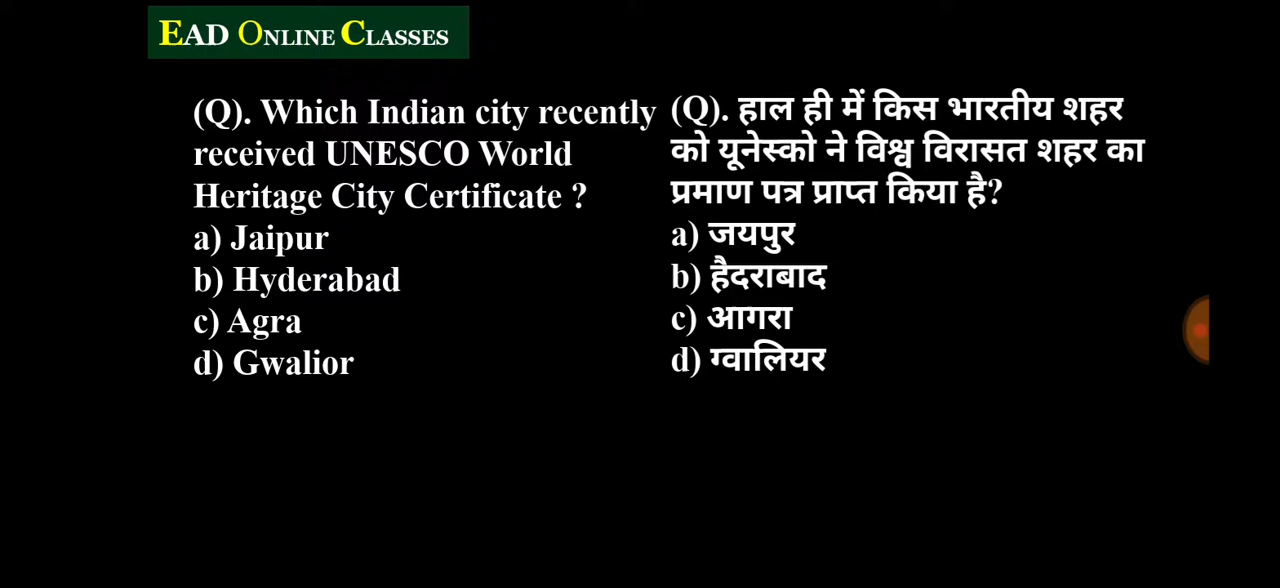 EAD ONLINE CLASSES
(Q). Which Indian city recently
received UNESCO World
Heritage City Certificate ?
a) Jaipur
b) Hyderabad
c) Agra
d) Gwalior
(Q). हाल ही में किस भारतीय शहर
को यूनेस्को ने विश्व विरासत शहर का
प्रमाण पत्र प्राप्त किया है?
a) जयपुर
b) हैदराबाद
c) आगरा
d) ग्वालियर